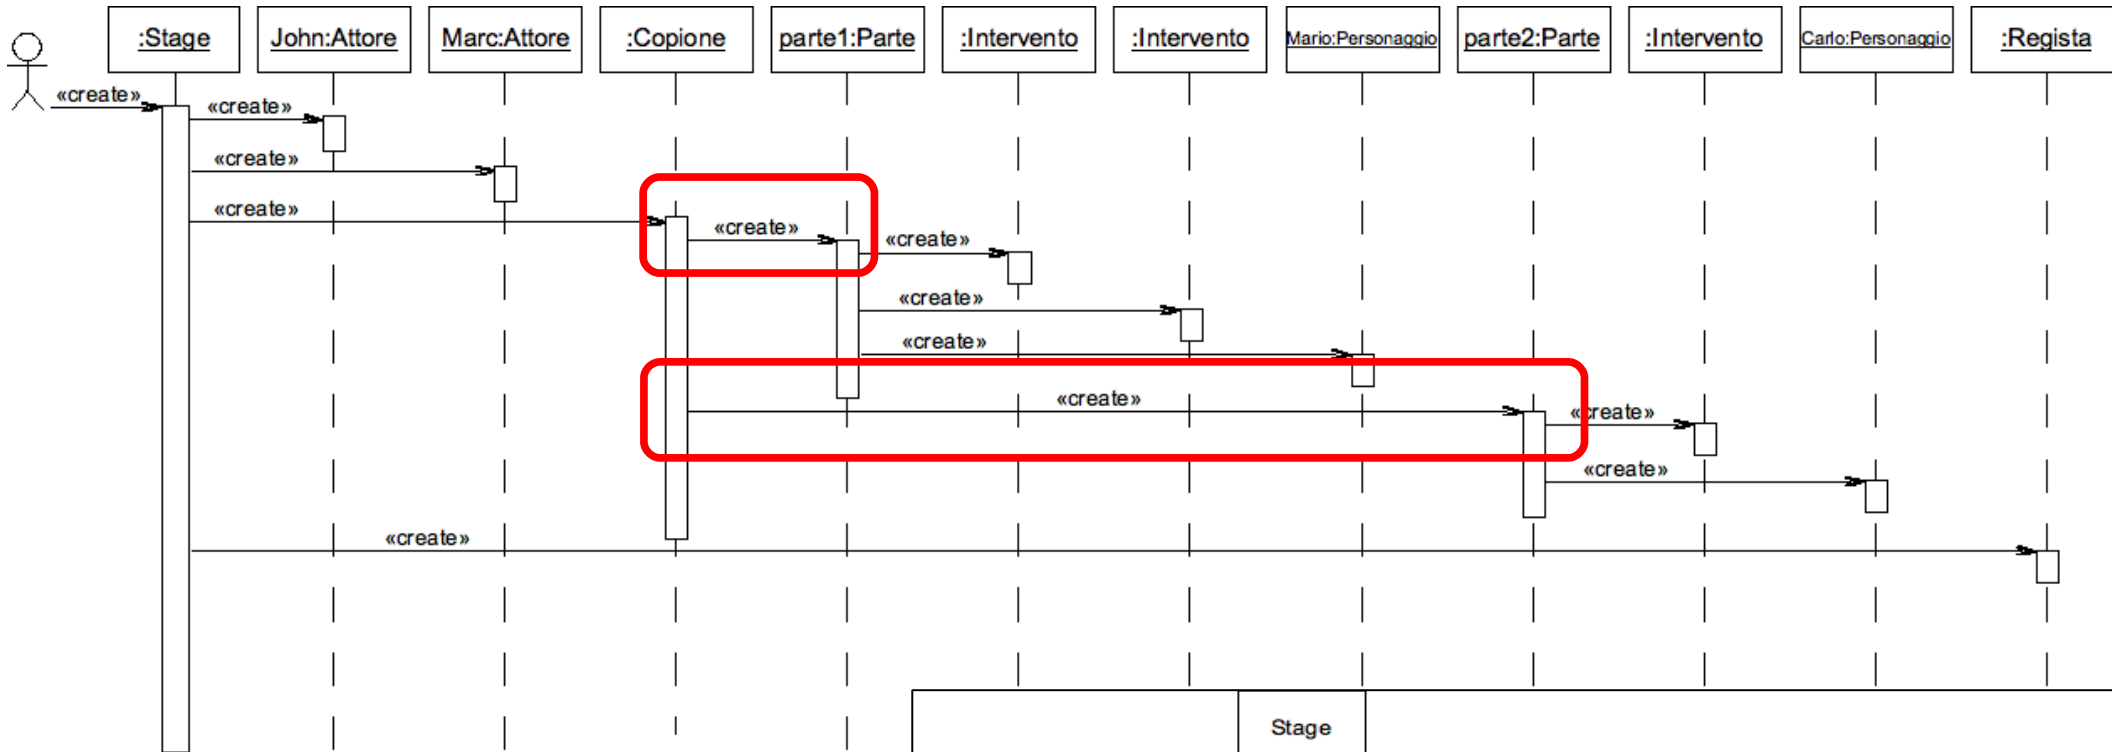 :Stage
John:Attore
Marc:Attore
:Copione
parte1:Parte
:Intervento
:Intervento
Mario:Personaggio
parte2:Parte
:Intervento
Carlo:Personaggio
:Regista
«create»
«create»
«create»
«create»
«create»
«create»
«create»
«create»
«create»
«create»
«create»
«create»
Stage